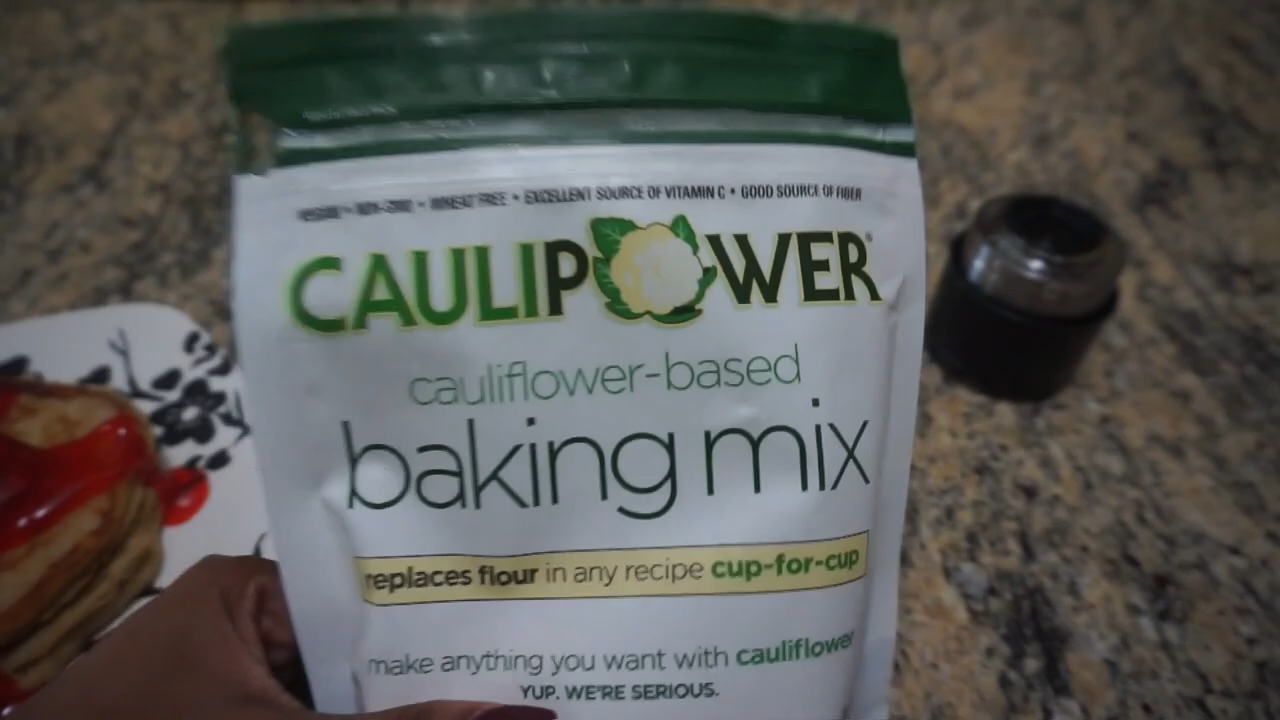 VEGAN • NON-GMO • WHEAT FREE • EXCELLENT SOURCE OF VITAMIN C • GOOD SOURCE OF FIBER
CAULIPOWER®
cauliflower-based
baking mix
replaces flour in any recipe cup-for-cup
make anything you want with cauliflower
YUP. WE'RE SERIOUS.